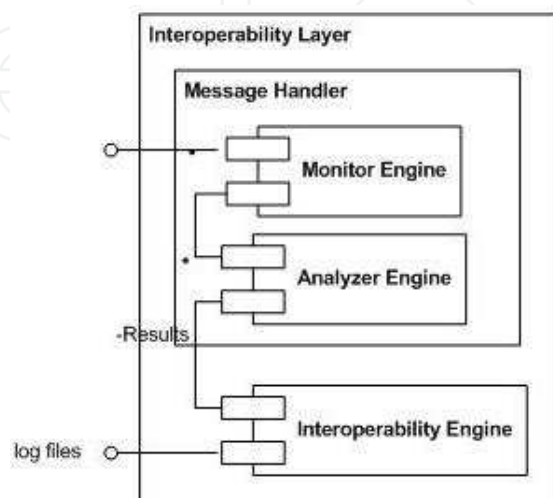 Interoperability Layer
Message Handler
Monitor Engine
Analyzer Engine
-Results
Interoperability Engine
log files